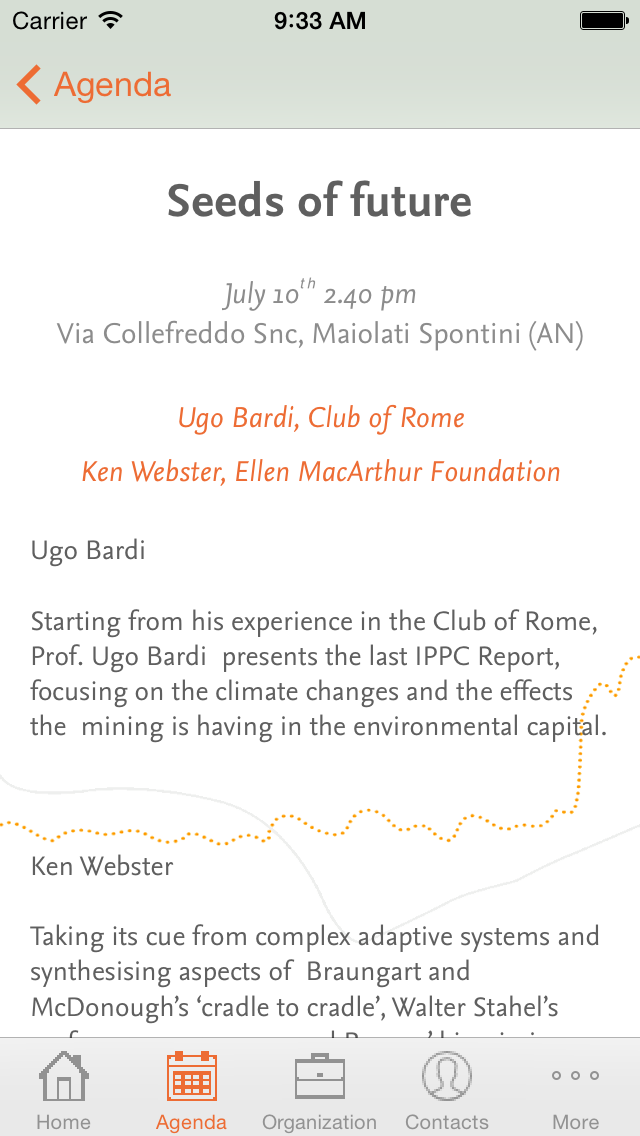 Carrier 9:33 AM
Agenda
Seeds of future
July 10th 2.40 pm
Via Collefreddo Snc, Maiolati Spontini (AN)
Ugo Bardi, Club of Rome
Ken Webster, Ellen MacArthur Foundation
Ugo Bardi
Starting from his experience in the Club of Rome,
Prof. Ugo Bardi  presents the last IPPC Report,
focusing on the climate changes and the effects
the  mining is having in the environmental capital.
Ken Webster
Taking its cue from complex adaptive systems and
synthesising aspects of  Braungart and
McDonough’s ‘cradle to cradle’, Walter Stahel’s
Home Agenda Organization Contacts More